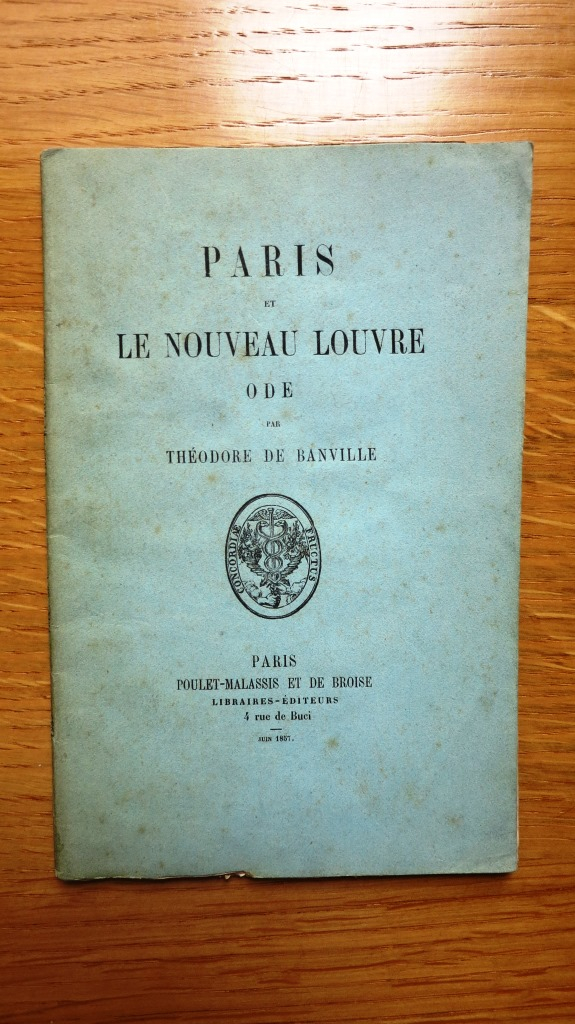 PARIS
ET
LE NOUVEAU LOUVRE
ODE
PAR
THÉODORE DE BANVILLE
CONCORDIÆ FRUCTUS
PARIS
POULET-MALASSIS ET DE BROISE
LIBRAIRES-ÉDITEURS
4 rue de Buci
JUIN 1857.